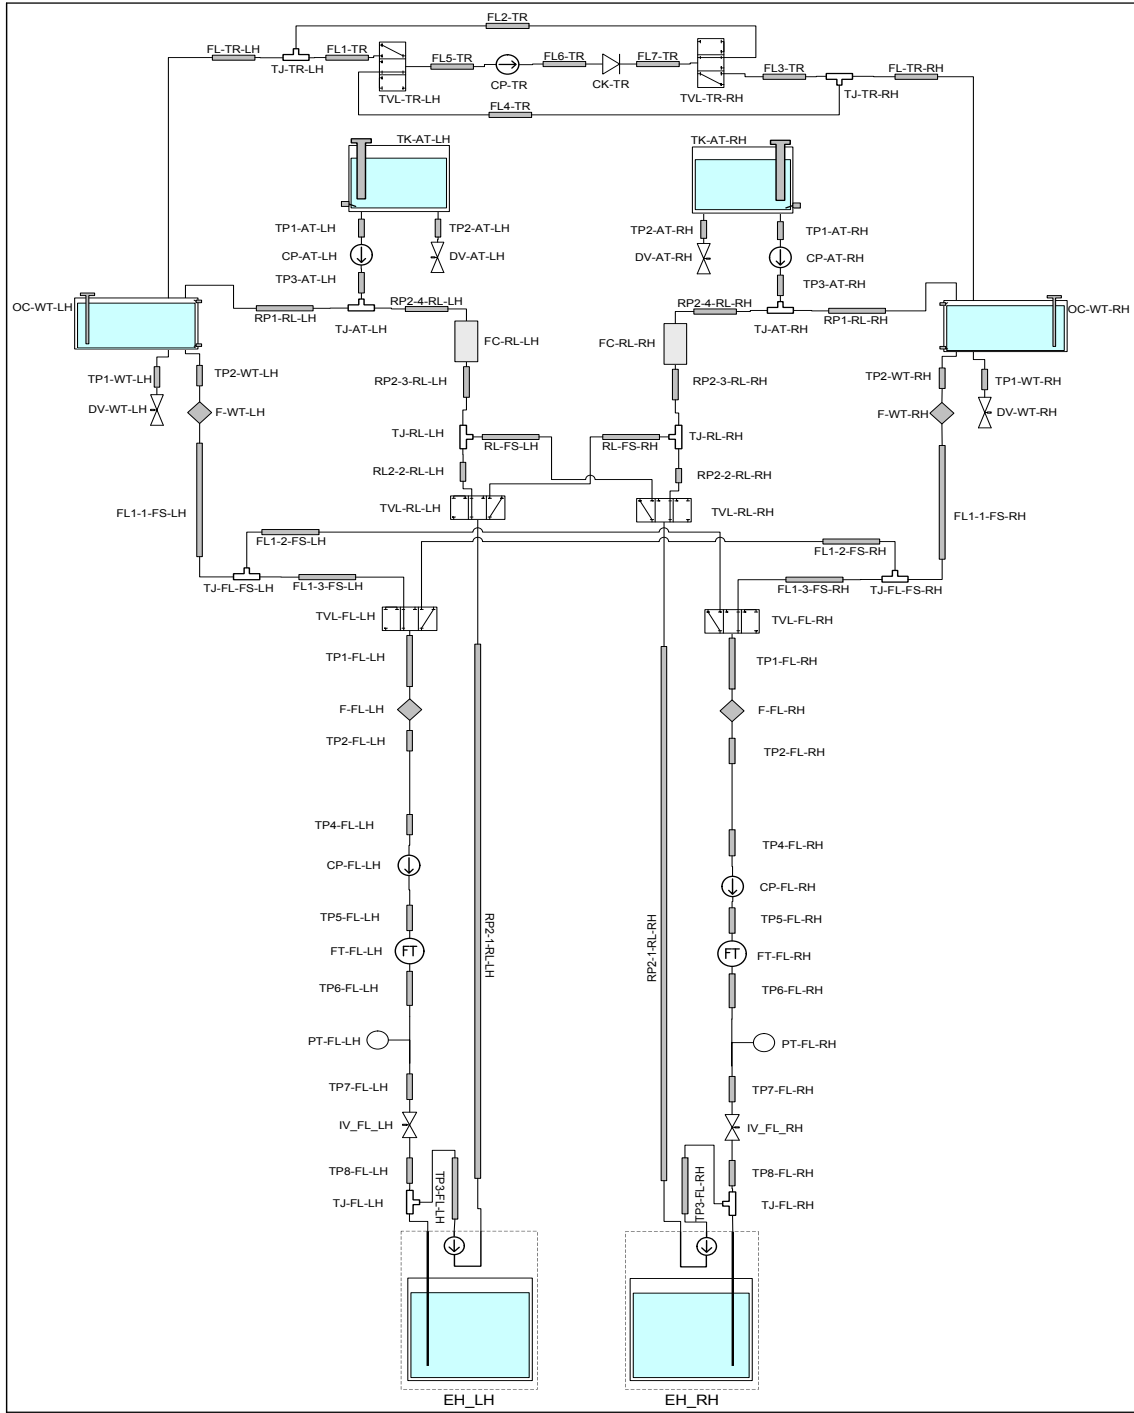 FL2-TR
FL-TR-LH
FL1-TR
FL5-TR
FL6-TR
FL7-TR
FL3-TR
FL-TR-RH
TJ-TR-LH
TVL-TR-LH
CP-TR
CK-TR
TVL-TR-RH
TJ-TR-RH
FL4-TR
TK-AT-LH
TK-AT-RH
TP1-AT-LH
TP2-AT-LH
TP2-AT-RH
TP1-AT-RH
CP-AT-LH
DV-AT-LH
DV-AT-RH
CP-AT-RH
TP3-AT-LH
TP3-AT-RH
OC-WT-LH
RP1-RL-LH
RP2-4-RL-LH
RP2-4-RL-RH
RP1-RL-RH
OC-WT-RH
TJ-AT-LH
TJ-AT-RH
FC-RL-LH
FC-RL-RH
TP1-WT-LH
TP2-WT-LH
RP2-3-RL-LH
RP2-3-RL-RH
TP2-WT-RH
TP1-WT-RH
DV-WT-LH
F-WT-LH
F-WT-RH
DV-WT-RH
TJ-RL-LH
RL-FS-LH
RL-FS-RH
TJ-RL-RH
RL2-2-RL-LH
RP2-2-RL-RH
TVL-RL-LH
TVL-RL-RH
FL1-1-FS-LH
FL1-1-FS-RH
FL1-2-FS-LH
FL1-2-FS-RH
TJ-FL-FS-LH
FL1-3-FS-LH
FL1-3-FS-RH
TJ-FL-FS-RH
TVL-FL-LH
TVL-FL-RH
TP1-FL-LH
TP1-FL-RH
F-FL-LH
F-FL-RH
TP2-FL-LH
TP2-FL-RH
TP4-FL-LH
TP4-FL-RH
CP-FL-LH
CP-FL-RH
TP5-FL-LH
RP2-1-RL-LH
RP2-1-RL-RH
TP5-FL-RH
FT-FL-LH
FT
FT
FT-FL-RH
TP6-FL-LH
TP6-FL-RH
PT-FL-LH
PT-FL-RH
TP7-FL-LH
TP7-FL-RH
IV_FL_LH
IV_FL_RH
TP8-FL-LH
TP3-FL-LH
TP3-FL-RH
TP8-FL-RH
TJ-FL-LH
TJ-FL-RH
EH_LH
EH_RH